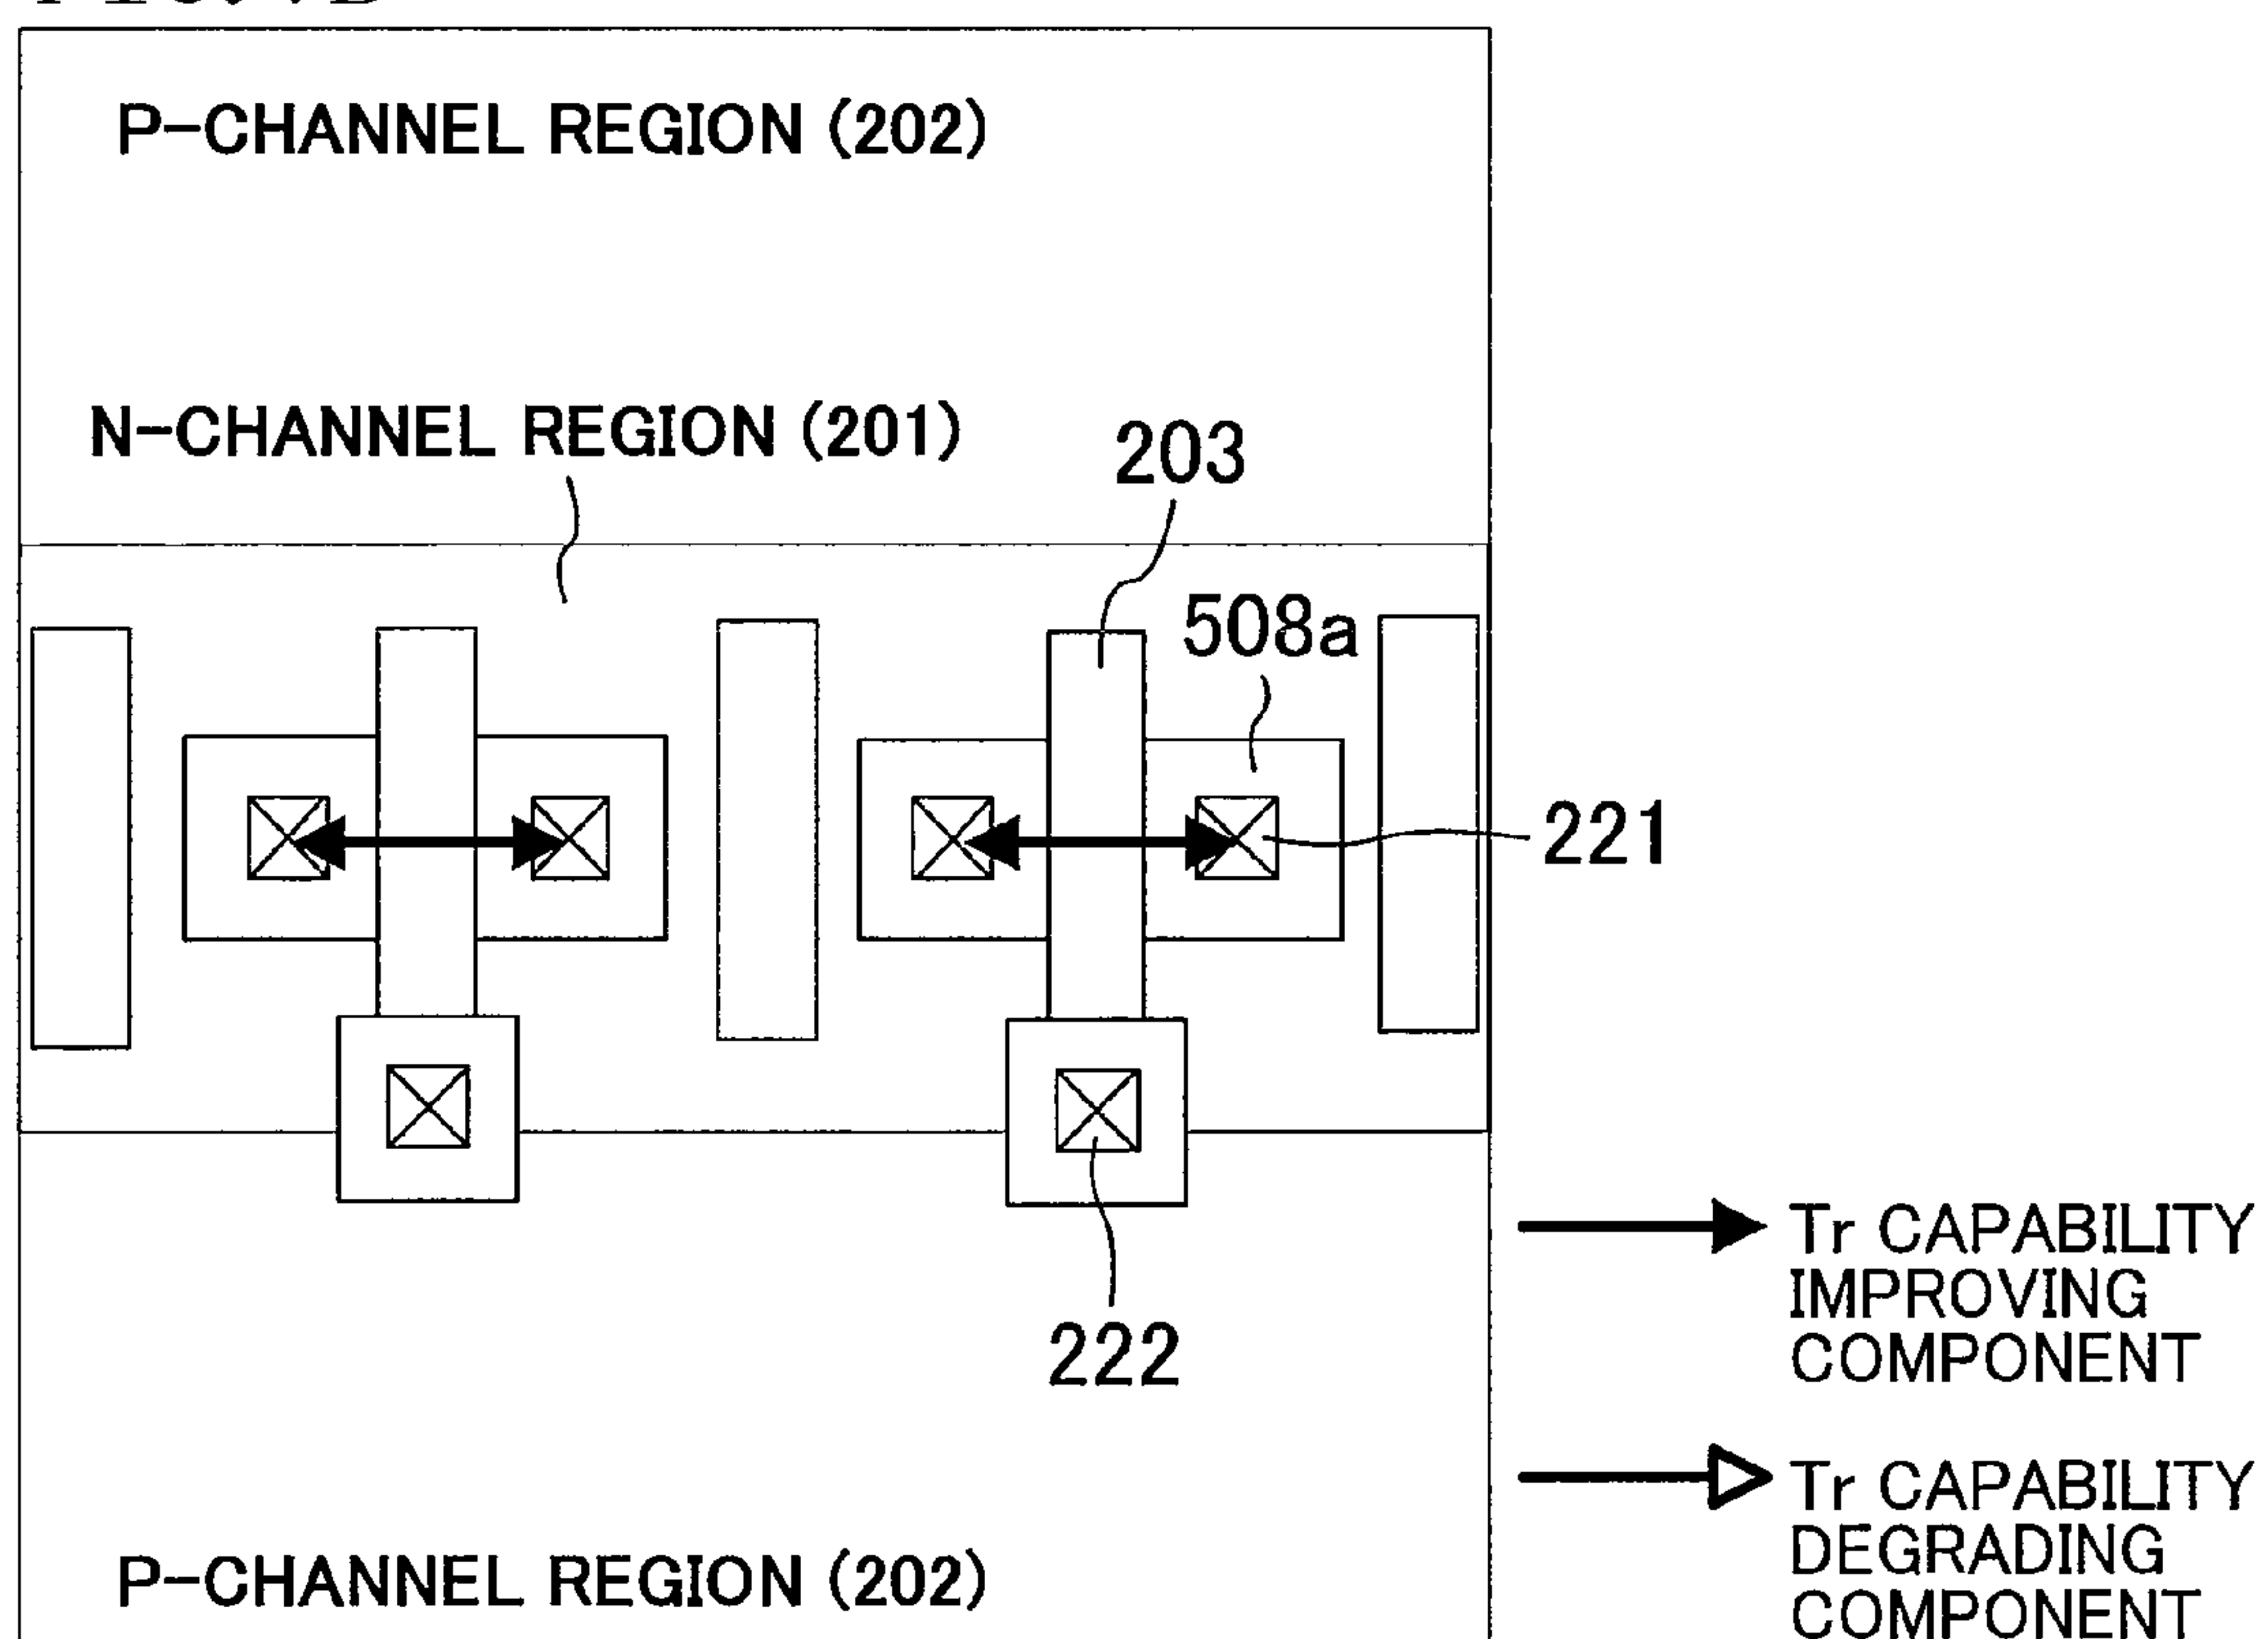 P-CHANNEL REGION (202)
N-CHANNEL REGION (201)
203
508a
221
222
Tr CAPABILITY
IMPROVING
COMPONENT
Tr CAPABILITY
DEGRADING
COMPONENT
P-CHANNEL REGION (202)